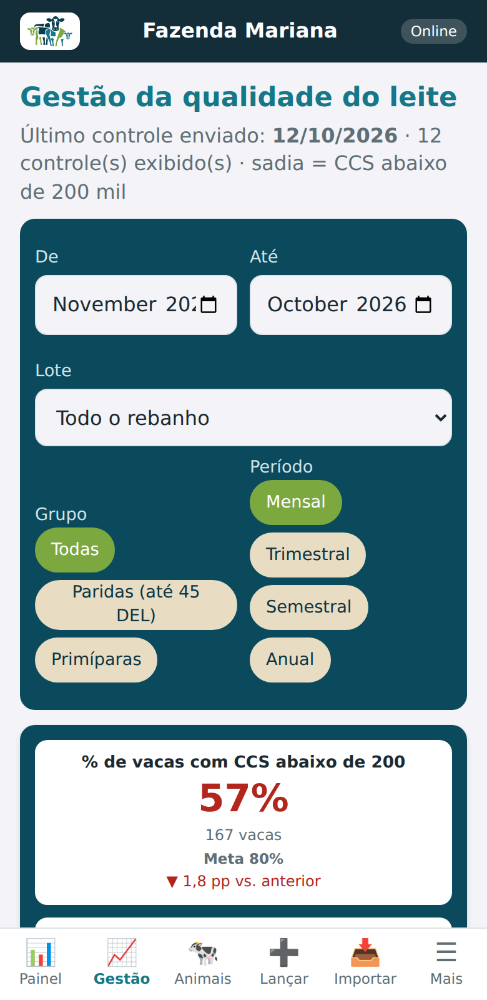 Fazenda Mariana
Online
Gestão da qualidade do leite
Último controle enviado: 12/10/2026 · 12
controle(s) exibido(s) · sadia = CCS abaixo
de 200 mil
De
Até
November 202
October 2026
Lote
Todo o rebanho
Grupo
Todas
Paridas (até 45
DEL)
Primíparas
Período
Mensal
Trimestral
Semestral
Anual
% de vacas com CCS abaixo de 200
57%
167 vacas
Meta 80%
▼ 1,8 pp vs. anterior
Painel
Gestão
Animais
Lançar
Importar
Mais